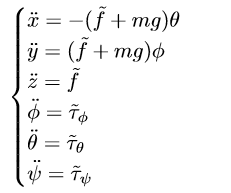 ẍ = −(f̃ + mg)θ
ÿ = (f̃ + mg)ϕ
z̈ = f̃
ϕ̈ = τ̃_ϕ
θ̈ = τ̃_θ
ψ̈ = τ̃_ψ